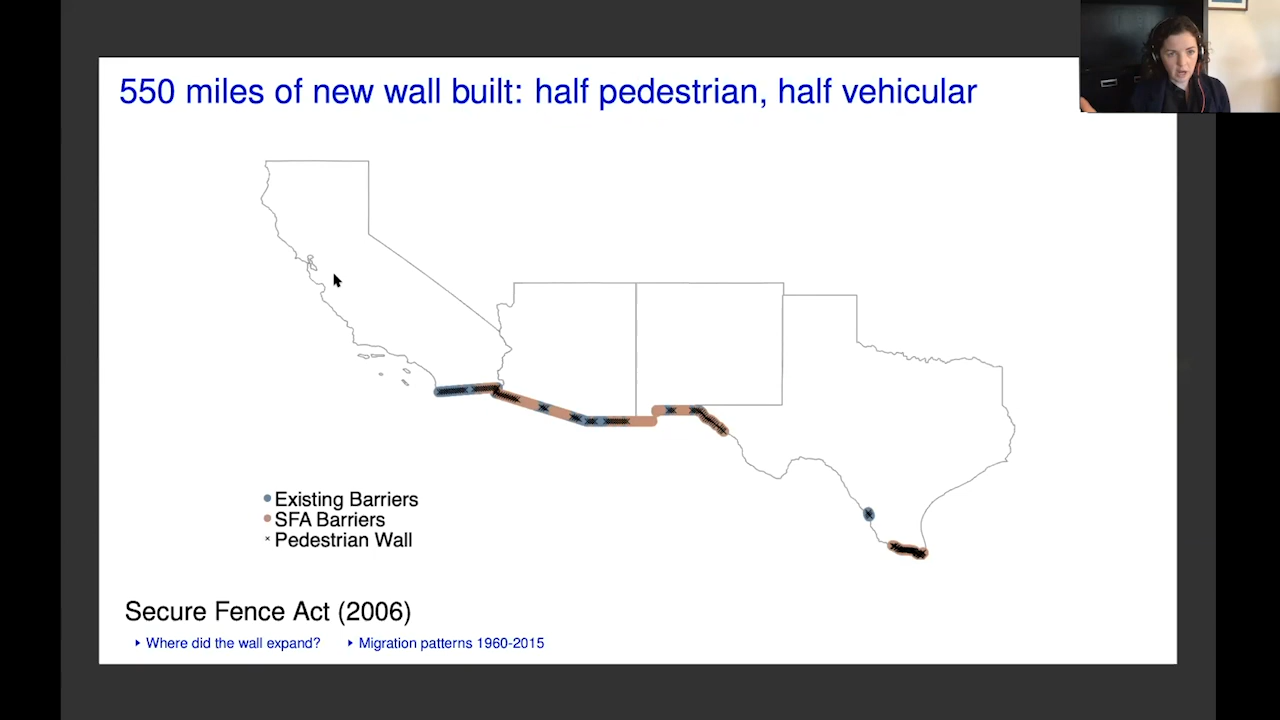 550 miles of new wall built: half pedestrian, half vehicular
Existing Barriers
SFA Barriers
Pedestrian Wall
Secure Fence Act (2006)
Where did the wall expand?
Migration patterns 1960-2015